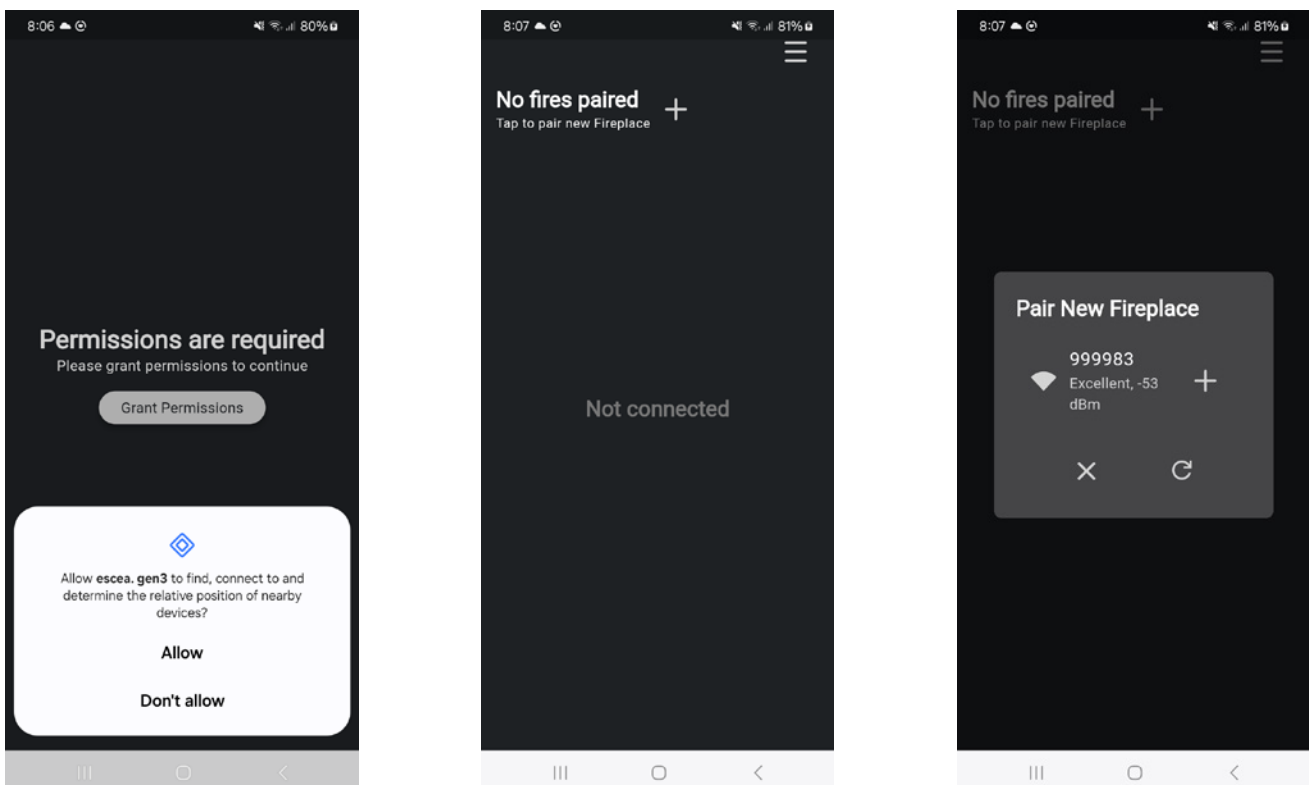 8:06
80%
Permissions are required
Please grant permissions to continue
Grant Permissions
Allow escea. gen3 to find, connect to and
determine the relative position of nearby
devices?
Allow
Don't allow
8:07
81%
No fires paired
Tap to pair new Fireplace
Not connected
8:07
81%
No fires paired
Tap to pair new Fireplace
Pair New Fireplace
999983
Excellent, -53
dBm